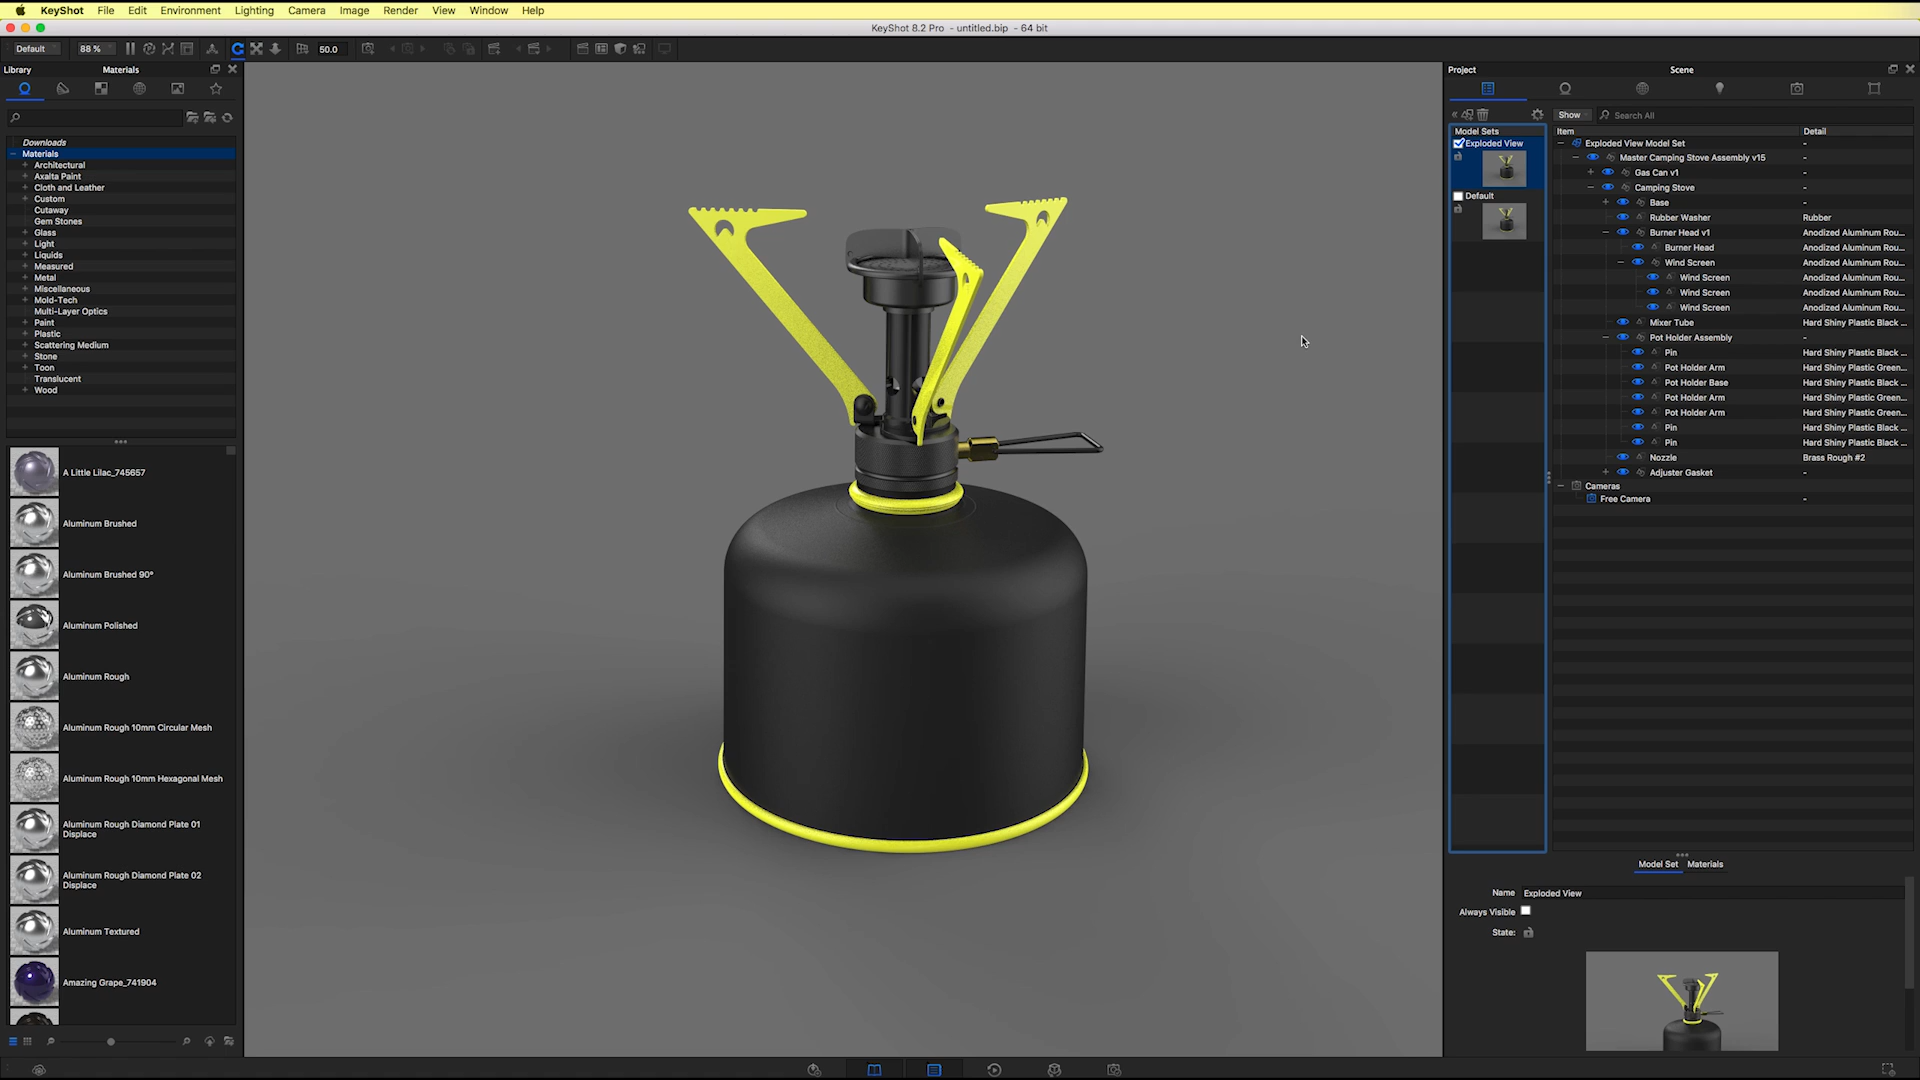 KeyShot File Edit Environment Lighting Camera Image Render View Window Help
KeyShot 8.2 Pro - untitled.bip - 64 bit
Default 88 % 50.0
Library Materials
Downloads
Materials
Architectural
Axalta Paint
Cloth and Leather
Custom
Cutaway
Gem Stones
Glass
Light
Liquids
Measured
Metal
Miscellaneous
Mold-Tech
Multi-Layer Optics
Paint
Plastic
Scattering Medium
Stone
Toon
Translucent
Wood
A Little Lilac_745657
Aluminum Brushed
Aluminum Brushed 90°
Aluminum Polished
Aluminum Rough
Aluminum Rough 10mm Circular Mesh
Aluminum Rough 10mm Hexagonal Mesh
Aluminum Rough Diamond Plate 01
Displace
Aluminum Rough Diamond Plate 02
Displace
Aluminum Textured
Amazing Grape_741904
Project Scene
Show Search All
Model Sets
Exploded View
Default
Item Detail
Exploded View Model Set -
Master Camping Stove Assembly v15 -
Gas Can v1 -
Camping Stove -
Base -
Rubber Washer Rubber
Burner Head v1 Anodized Aluminum Rou...
Burner Head Anodized Aluminum Rou...
Wind Screen Anodized Aluminum Rou...
Wind Screen Anodized Aluminum Rou...
Wind Screen Anodized Aluminum Rou...
Wind Screen Anodized Aluminum Rou...
Mixer Tube Hard Shiny Plastic Black ...
Pot Holder Assembly -
Pin Hard Shiny Plastic Black ...
Pot Holder Arm Hard Shiny Plastic Green...
Pot Holder Base Hard Shiny Plastic Black ...
Pot Holder Arm Hard Shiny Plastic Green...
Pot Holder Arm Hard Shiny Plastic Green...
Pin Hard Shiny Plastic Black ...
Pin Hard Shiny Plastic Black ...
Nozzle Brass Rough #2
Adjuster Gasket -
Cameras
Free Camera -
Model Set Materials
Name Exploded View
Always Visible
State: